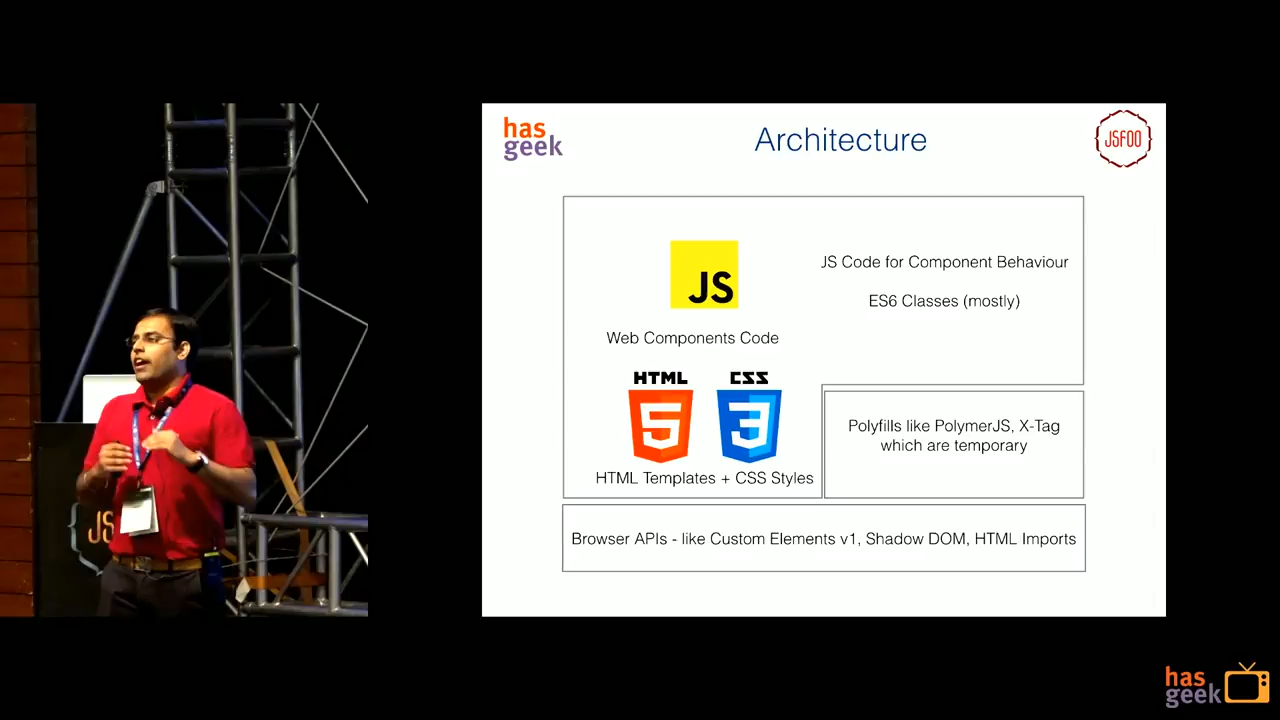 has
geek
Architecture
JSFOO
JS
JS Code for Component Behaviour
ES6 Classes (mostly)
Web Components Code
HTML
CSS
5
3
HTML Templates + CSS Styles
Polyfills like PolymerJS, X-Tag
which are temporary
Browser APIs - like Custom Elements v1, Shadow DOM, HTML Imports
JS
has
geek